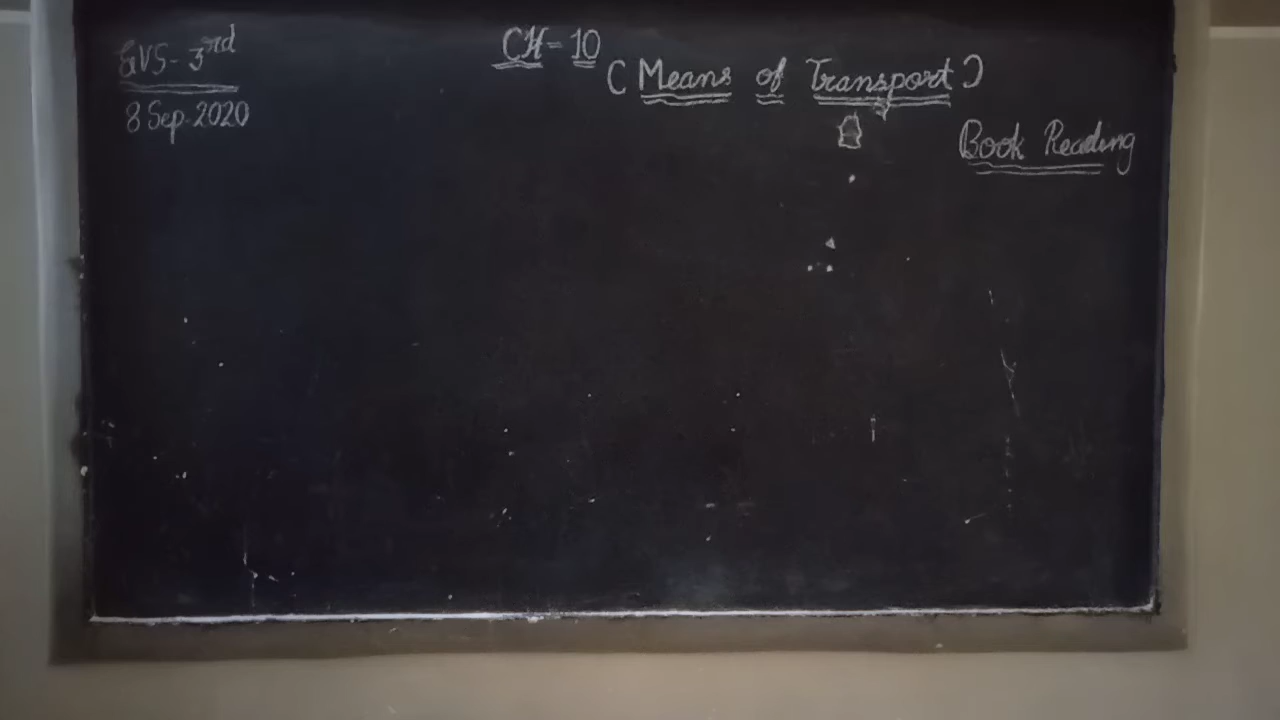 EVS-3rd
8 Sep. 2020
CH-10
(Means of Transport)
Book Reading